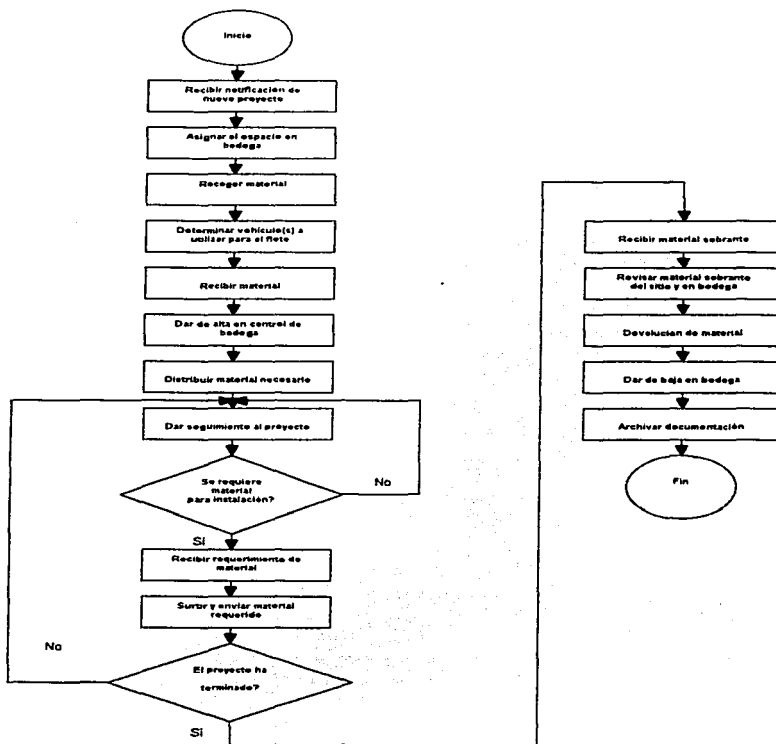 Inicio
Recibir notificación de
nuevo proyecto
Asignar el espacio en
bodega
Recoger material
Determinar vehículo(s) a
utilizar para el flete
Recibir material
Dar de alta en control de
bodega
Distribuir material necesario
Dar seguimiento al proyecto
Se requiere
material
para instalación?
No
Sí
Recibir requerimiento de
material
Surtir y enviar material
requerido
No
El proyecto ha
terminado?
Sí
Recibir material sobrante
Revisar material sobrante
del sitio y en bodega
Devolucion de material
Dar de baja en bodega
Archivar documentación
Fin